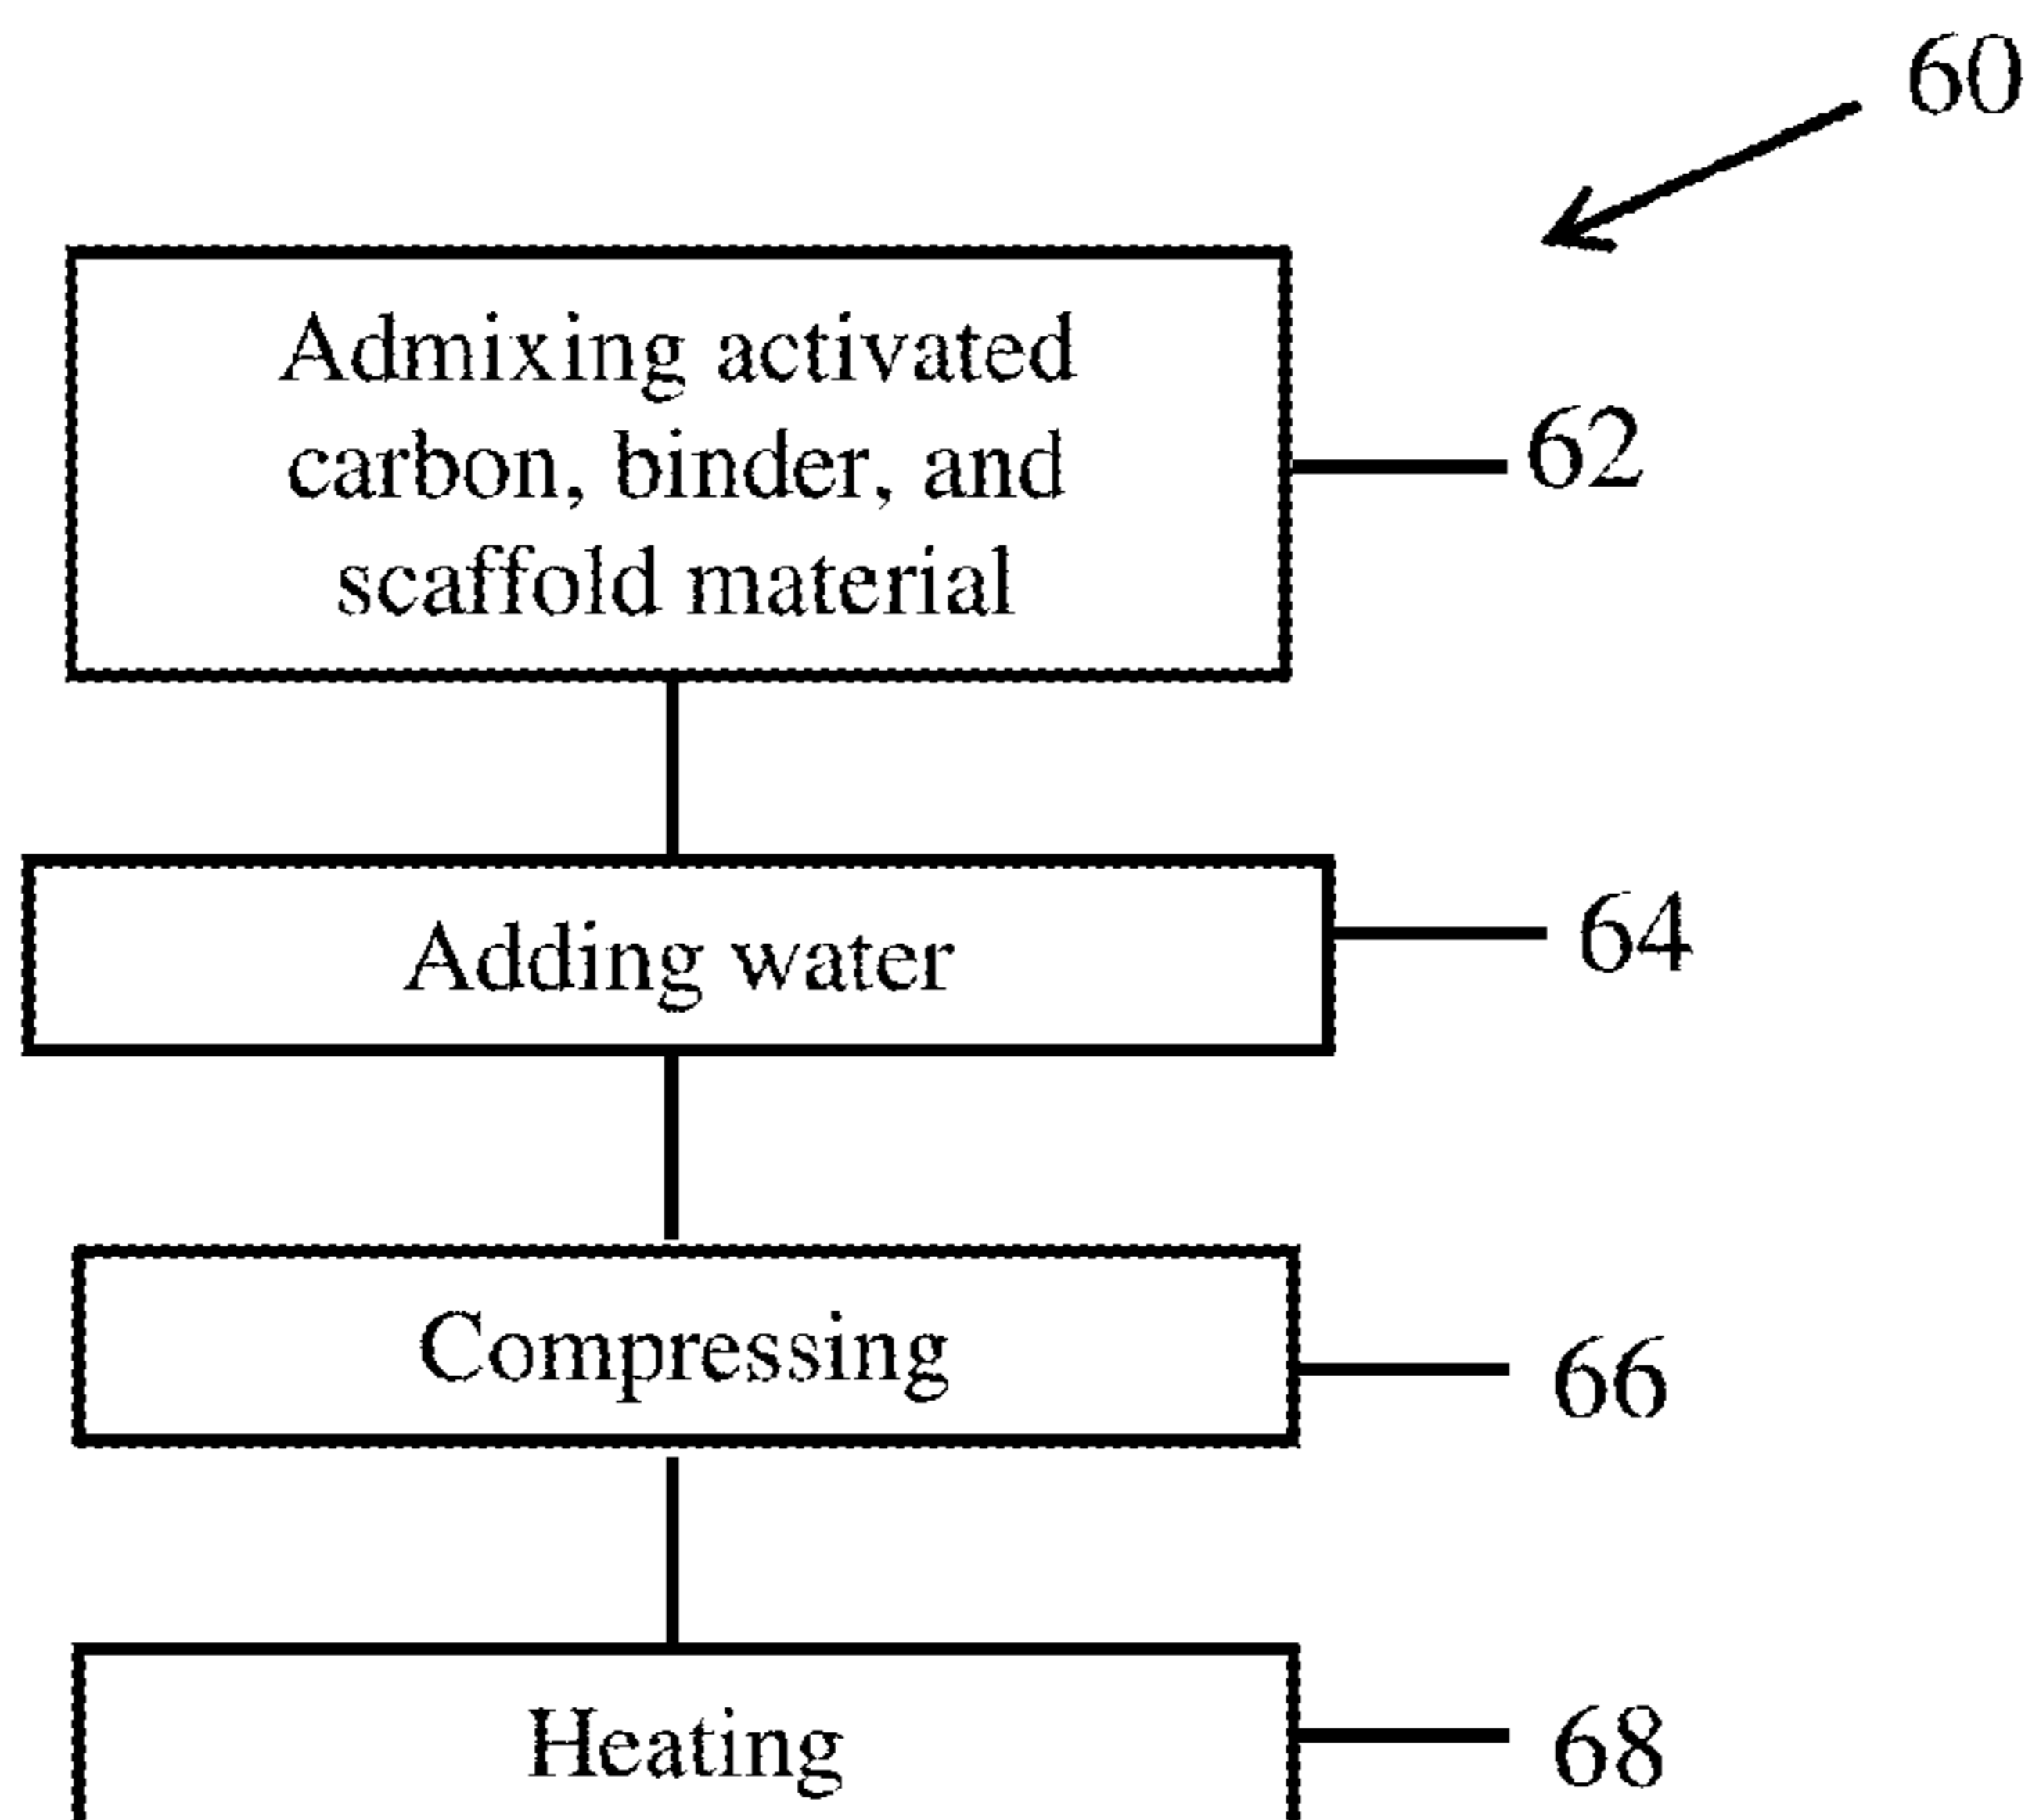 60
Admixing activated
carbon, binder, and
scaffold material
62
Adding water
64
Compressing
66
Heating
68